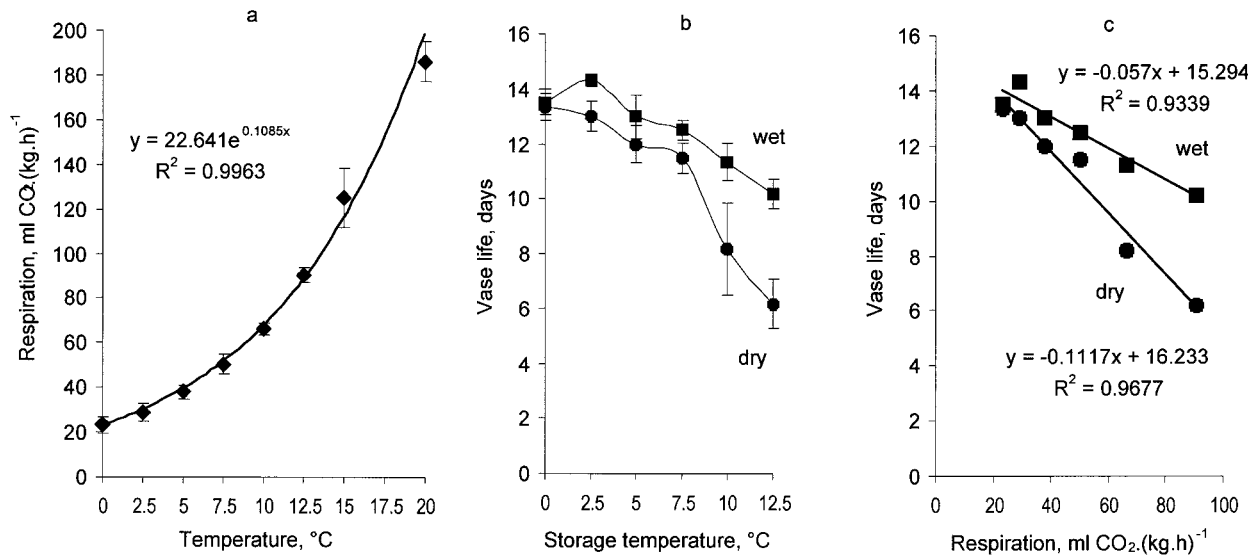 a
Respiration, ml CO2.(kg.h)-1
200
180
160
140
120
100
80
60
40
20
0
y = 22.641e^0.1085x
R² = 0.9963
0 2.5 5 7.5 10 12.5 15 17.5 20
Temperature, °C
b
Vase life, days
16
14
12
10
8
6
4
2
0
wet
dry
0 2.5 5 7.5 10 12.5
Storage temperature, °C
c
Vase life, days
16
14
12
10
8
6
4
2
0
y = -0.057x + 15.294
R² = 0.9339
wet
dry
y = -0.1117x + 16.233
R² = 0.9677
0 20 40 60 80 100
Respiration, ml CO₂.(kg.h)⁻¹